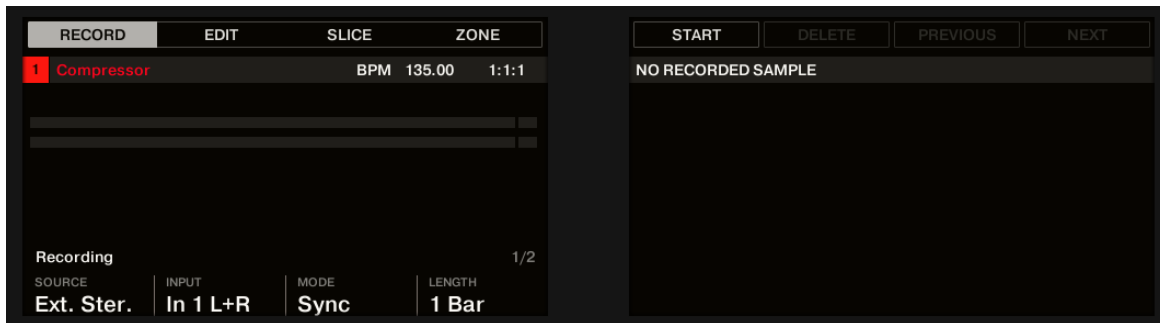 RECORD EDIT SLICE ZONE
1 Compressor BPM 135.00 1:1:1
Recording 1/2
SOURCE INPUT MODE LENGTH
Ext. Ster. In 1 L+R Sync 1 Bar
START DELETE PREVIOUS NEXT
NO RECORDED SAMPLE